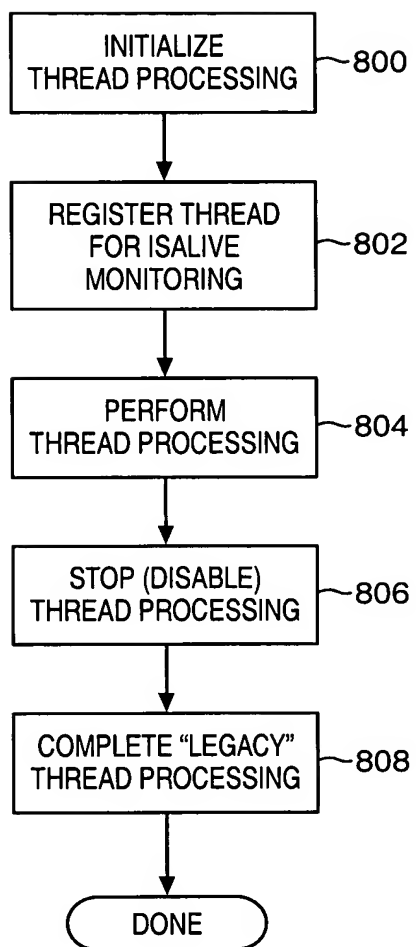 INITIALIZE
THREAD PROCESSING
800
REGISTER THREAD
FOR ISALIVE
MONITORING
802
PERFORM
THREAD PROCESSING
804
STOP (DISABLE)
THREAD PROCESSING
806
COMPLETE “LEGACY”
THREAD PROCESSING
808
DONE